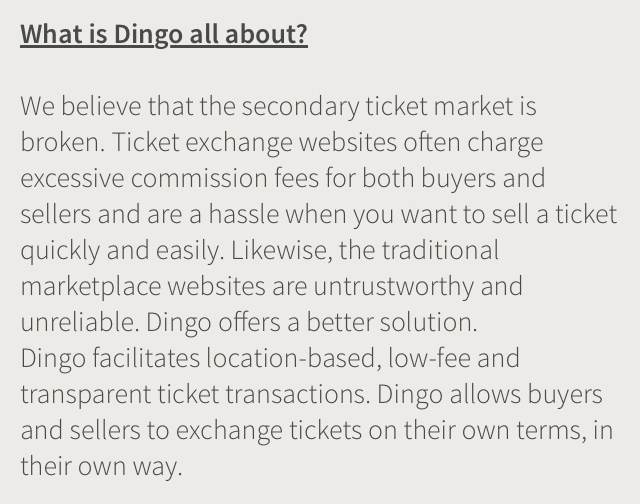 What is Dingo all about?
We believe that the secondary ticket market is
broken. Ticket exchange websites often charge
excessive commission fees for both buyers and
sellers and are a hassle when you want to sell a ticket
quickly and easily. Likewise, the traditional
marketplace websites are untrustworthy and
unreliable. Dingo offers a better solution.
Dingo facilitates location-based, low-fee and
transparent ticket transactions. Dingo allows buyers
and sellers to exchange tickets on their own terms, in
their own way.